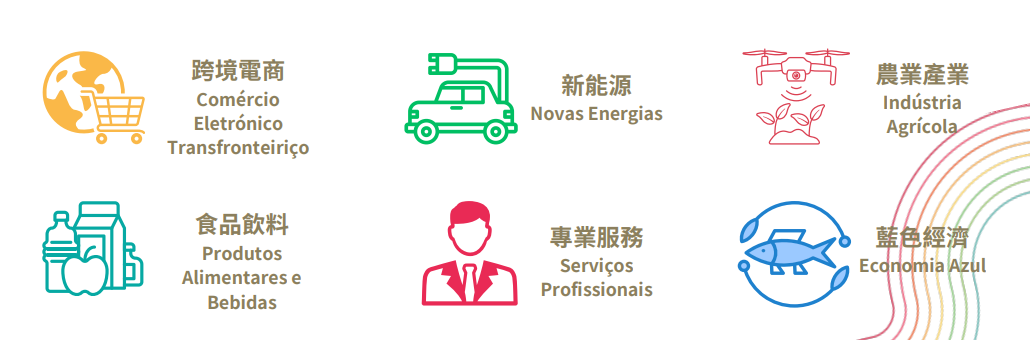 跨境電商
Comércio
Eletrónico
Transfronteiriço
新能源
Novas Energias
農業產業
Indústria
Agrícola
食品飲料
Produtos
Alimentares e
Bebidas
專業服務
Serviços
Profissionais
藍色經濟
Economia Azul